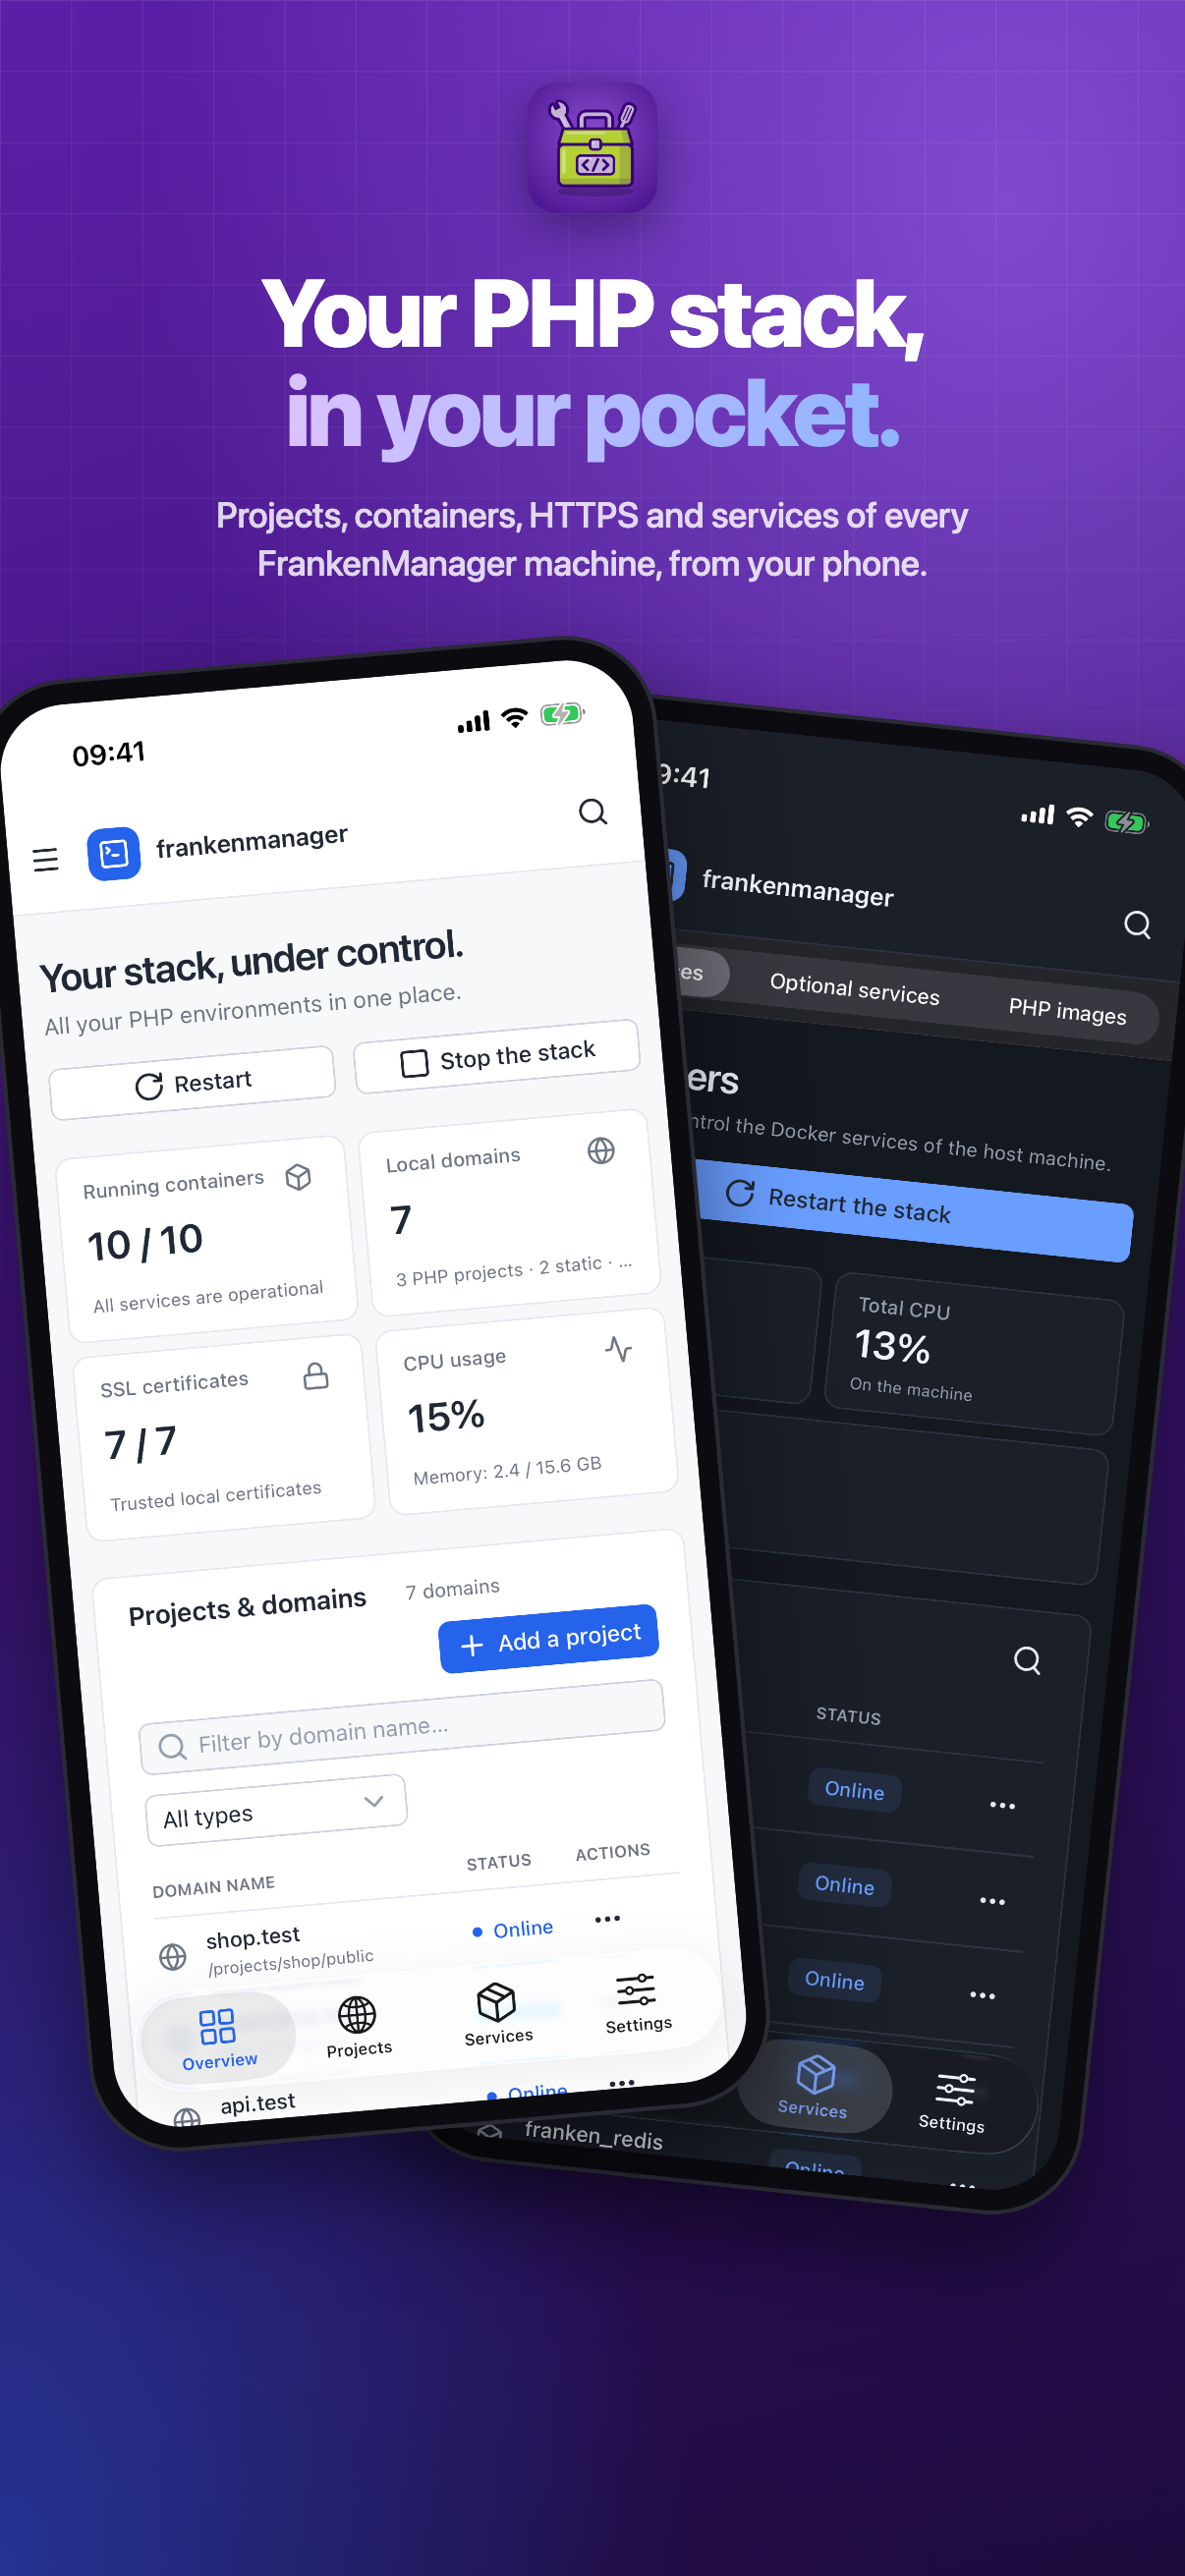 </>
Your PHP stack,
in your pocket.
Projects, containers, HTTPS and services of every
FrankenManager machine, from your phone.
09:41
frankenmanager
Your stack, under control.
All your PHP environments in one place.
Restart
Stop the stack
Running containers
10 / 10
All services are operational
Local domains
7
3 PHP projects · 2 static · ...
SSL certificates
7 / 7
Trusted local certificates
CPU usage
15%
Memory: 2.4 / 15.6 GB
Projects & domains
7 domains
Add a project
Filter by domain name...
All types
DOMAIN NAME
STATUS
ACTIONS
shop.test
/projects/shop/public
Online
Overview
Projects
Services
Settings
api.test
Online
9:41
frankenmanager
Optional services
PHP images
the Docker services of the host machine.
Restart the stack
Total CPU
13%
On the machine
STATUS
Online
Online
Online
Services
Settings
franken_redis
Online